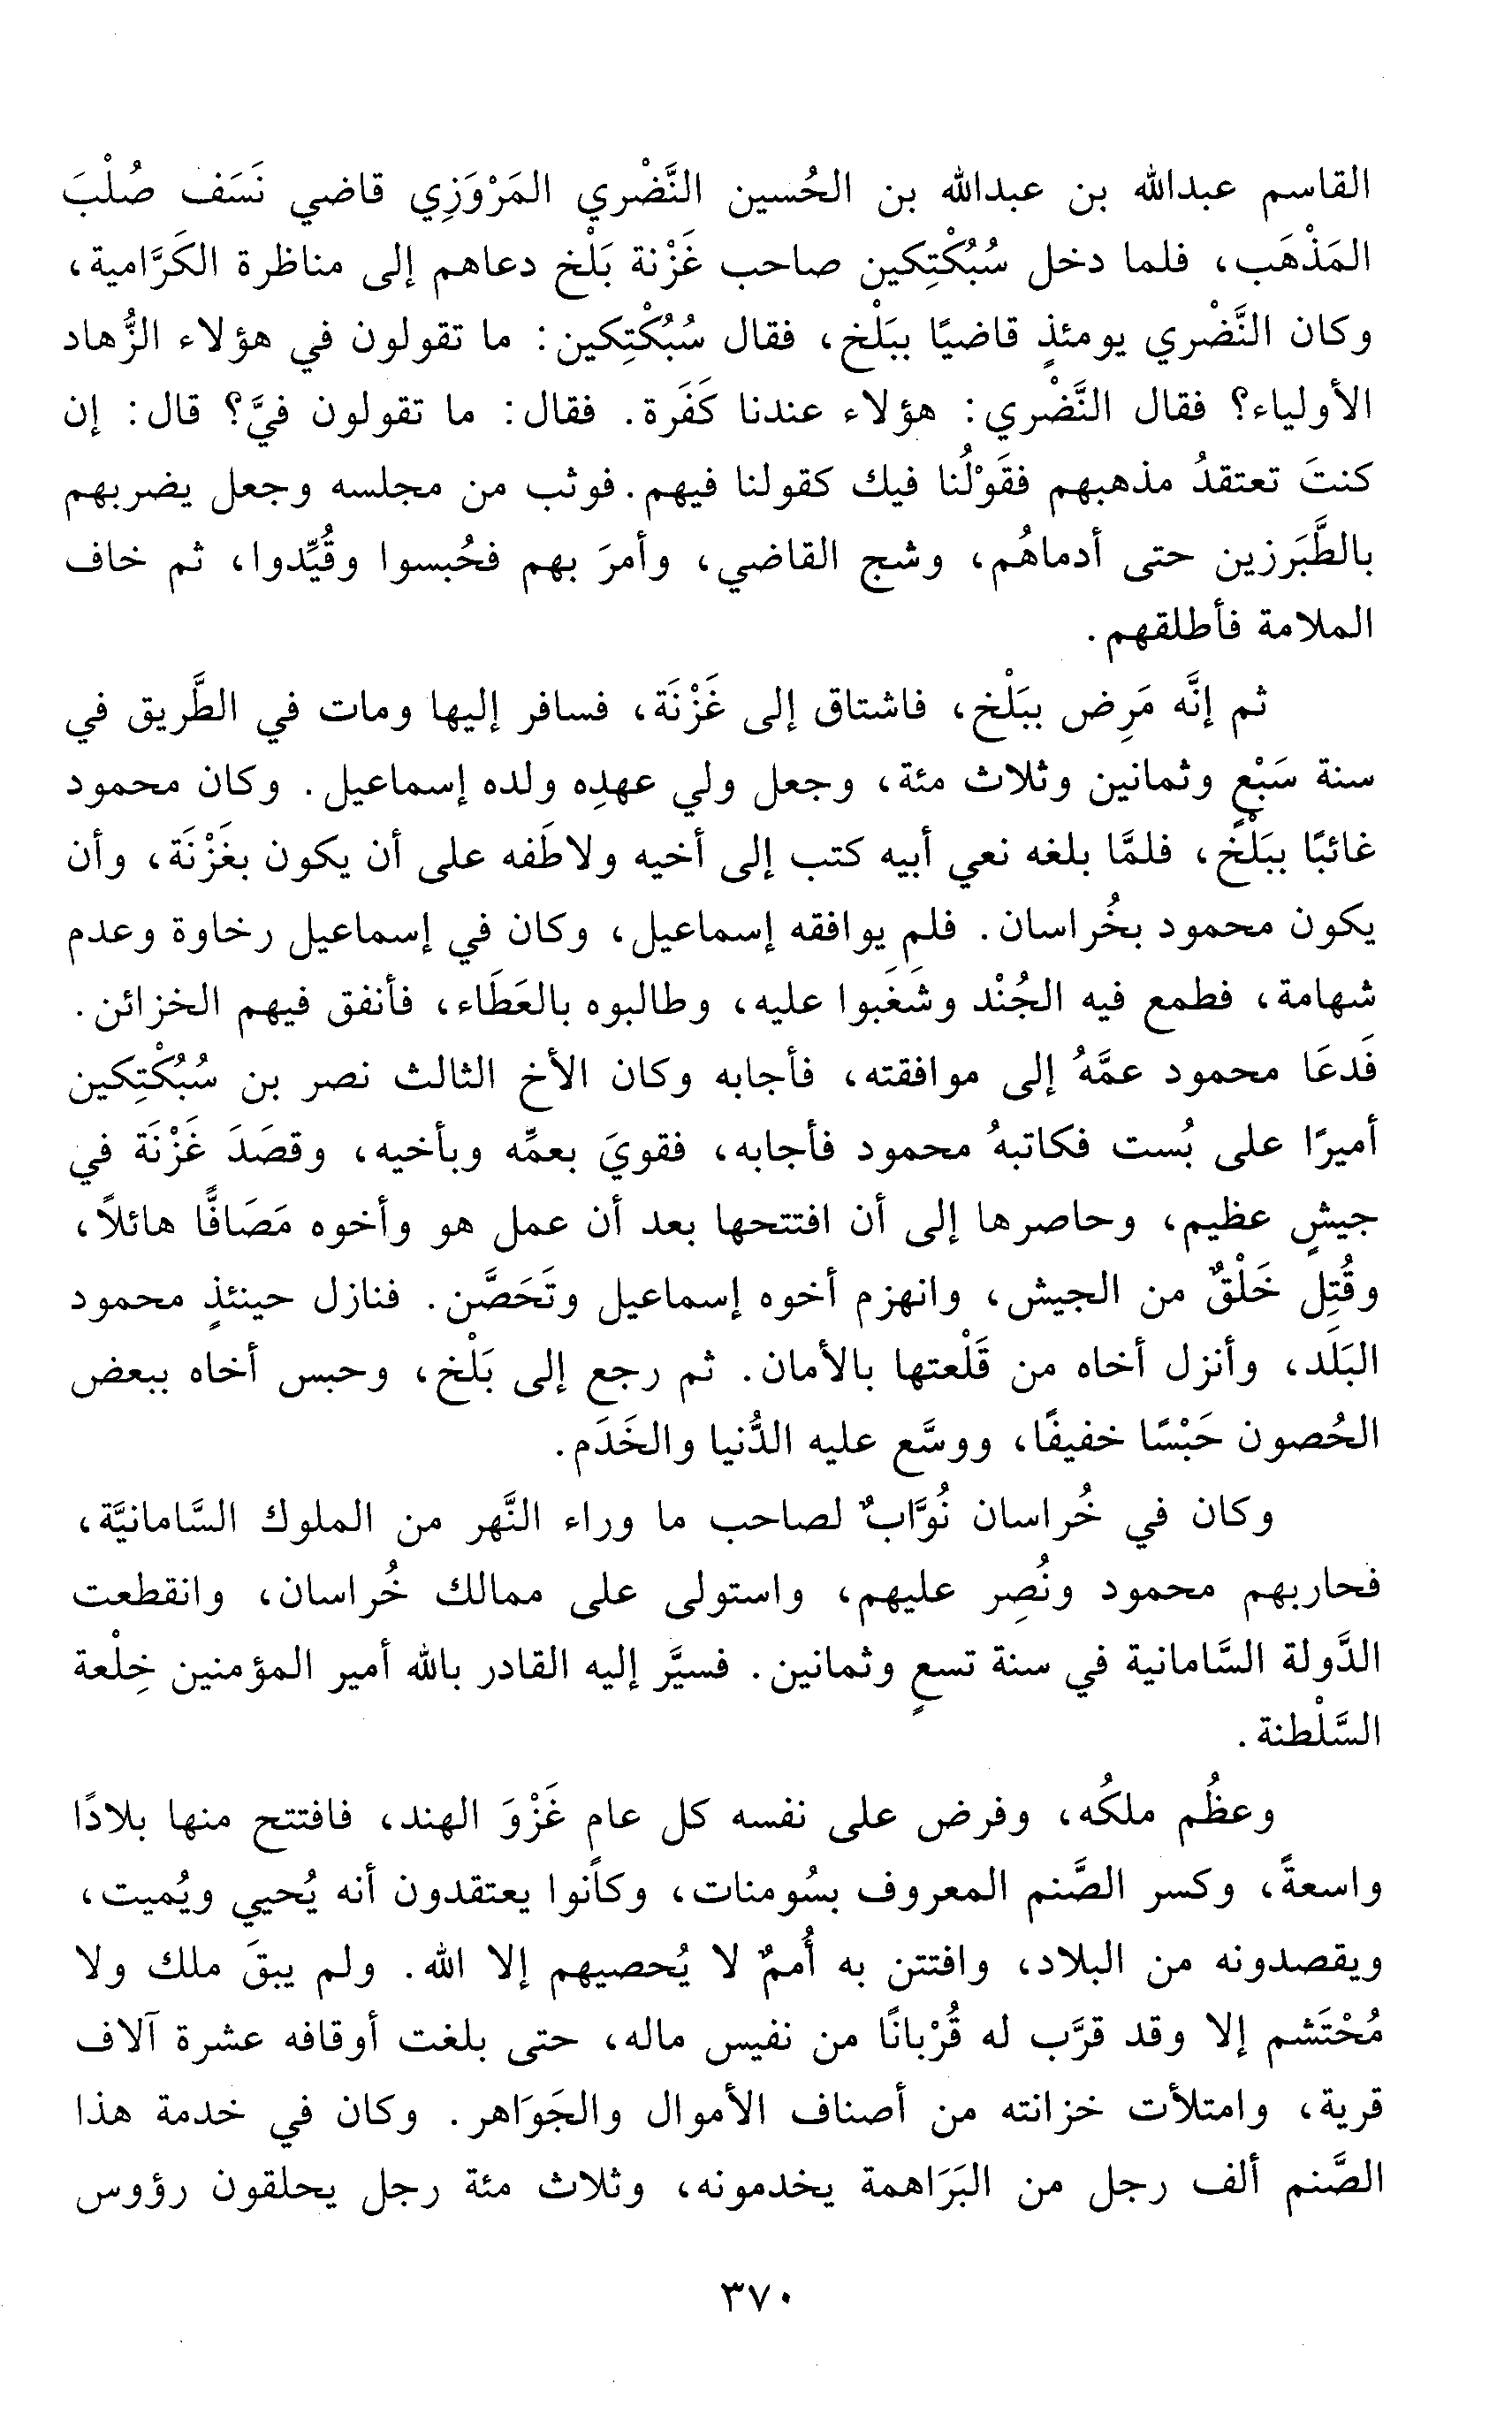 القاسم عبدالله بن عبدالله بن الحُسين النَّضْري المَرْوَزِي قاضي نَسَف صُلْبَ
المَذْهَب، فلما دخل سُبُكْتِكين صاحب غَزْنة بَلْخ دعاهم إلى مناظرة الكَرَّامية،
وكان النَّضْري يومئذٍ قاضيًا ببَلْخ، فقال سُبُكْتِكين: ما تقولون في هؤلاء الزُّهاد
الأولياء؟ فقال النَّضْري: هؤلاء عندنا كَفَرة. فقال: ما تقولون فيَّ؟ قال: إن
كنتَ تعتقدُ مذهبهم فقَوْلُنا فيك كقولنا فيهم. فوثب من مجلسه وجعل يضربهم
بالطَّبَرزين حتى أدماهُم، وشج القاضي، وأمرَ بهم فحُبسوا وقُيِّدوا، ثم خاف
الملامة فأطلقهم.
ثم إنَّه مَرِض ببَلْخ، فاشتاق إلى غَزْنَة، فسافر إليها ومات في الطَّريق في
سنة سَبْعٍ وثمانين وثلاث مئة، وجعل ولي عهدِه ولده إسماعيل. وكان محمود
غائبًا ببَلْخٍ، فلمَّا بلغه نعي أبيه كتب إلى أخيه ولاطَفه على أن يكون بغَزْنَة، وأن
يكون محمود بخُراسان. فلم يوافقه إسماعيل، وكان في إسماعيل رخاوة وعدم
شهامة، فطمع فيه الجُنْد وشَغَبوا عليه، وطالبوه بالعَطَاء، فأنفق فيهم الخزائن.
فَدعَا محمود عمَّهُ إلى موافقته، فأجابه وكان الأخ الثالث نصر بن سُبُكْتِكين
أميرًا على بُست فكاتبهُ محمود فأجابه، فقويَ بعمِّه وبأخيه، وقصَدَ غَزْنَة في
جيشٍ عظيم، وحاصرها إلى أن افتتحها بعد أن عمل هو وأخوه مَصَافًّا هائلاً،
وقُتِل خَلْقٌ من الجيش، وانهزم أخوه إسماعيل وتَحَصَّن. فنازل حينئذٍ محمود
البَلَد، وأنزل أخاه من قَلْعتها بالأمان. ثم رجع إلى بَلْخ، وحبس أخاه ببعض
الحُصون حَبْسًا خفيفًا، ووسَّع عليه الدُّنيا والخَدَم.
وكان في خُراسان نُوَّابٌ لصاحب ما وراء النَّهر من الملوك السَّامانيَّة،
فحاربهم محمود ونُصِر عليهم، واستولى على ممالك خُراسان، وانقطعت
الدَّولة السَّامانية في سنة تسعٍ وثمانين. فسيَّر إليه القادر بالله أمير المؤمنين خِلْعة
السَّلْطنة.
وعظُم ملكُه، وفرض على نفسه كل عام غَزْوَ الهند، فافتتح منها بلادًا
واسعةً، وكسر الصَّنم المعروف بسُومنات، وكانوا يعتقدون أنه يُحيي ويُميت،
ويقصدونه من البلاد، وافتتن به أُممٌ لا يُحصيهم إلا الله. ولم يبقَ ملك ولا
مُحْتَشم إلا وقد قرَّب له قُرْبانًا من نفيس ماله، حتى بلغت أوقافه عشرة آلاف
قرية، وامتلأت خزانته من أصناف الأموال والجَوَاهر. وكان في خدمة هذا
الصَّنم ألف رجل من البَرَاهمة يخدمونه، وثلاث مئة رجل يحلقون رؤوس
٣٧٠